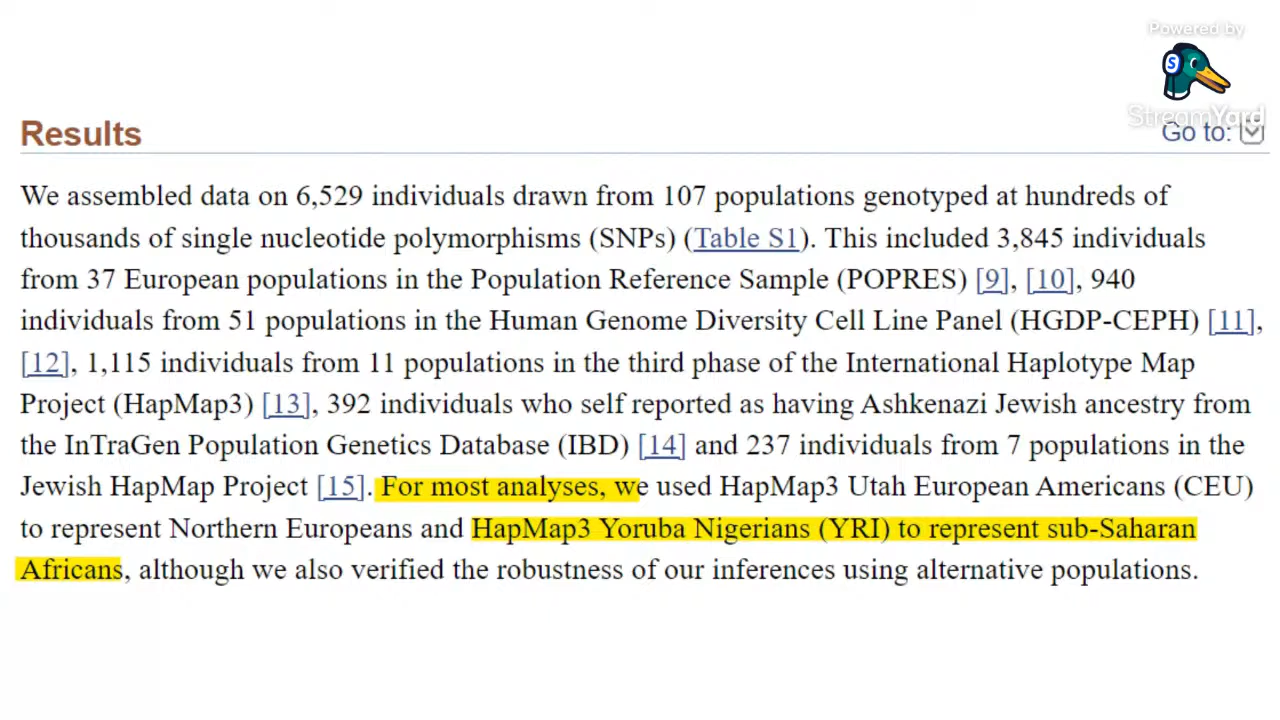 Powered by
S
StreamYard
Results
Go to:
We assembled data on 6,529 individuals drawn from 107 populations genotyped at hundreds of
thousands of single nucleotide polymorphisms (SNPs) (Table S1). This included 3,845 individuals
from 37 European populations in the Population Reference Sample (POPRES) [9], [10], 940
individuals from 51 populations in the Human Genome Diversity Cell Line Panel (HGDP-CEPH) [11],
[12], 1,115 individuals from 11 populations in the third phase of the International Haplotype Map
Project (HapMap3) [13], 392 individuals who self reported as having Ashkenazi Jewish ancestry from
the InTraGen Population Genetics Database (IBD) [14] and 237 individuals from 7 populations in the
Jewish HapMap Project [15]. For most analyses, we used HapMap3 Utah European Americans (CEU)
to represent Northern Europeans and HapMap3 Yoruba Nigerians (YRI) to represent sub-Saharan
Africans, although we also verified the robustness of our inferences using alternative populations.